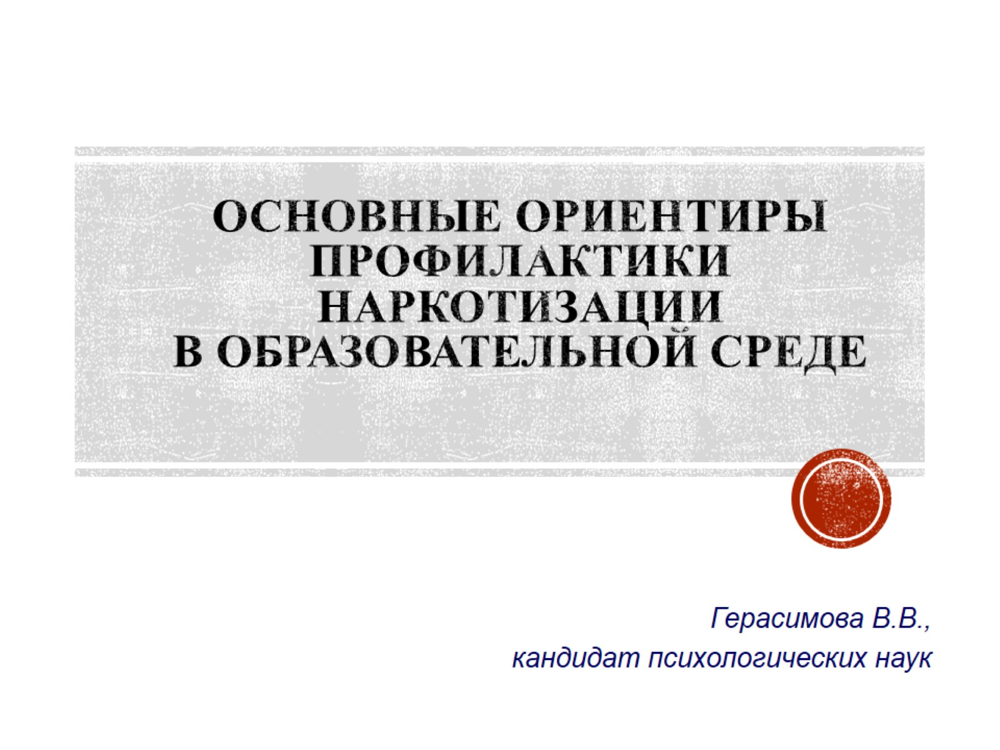 ОСНОВНЫЕ ОРИЕНТИРЫ
ПРОФИЛАКТИКИ
НАРКОТИЗАЦИИ
В ОБРАЗОВАТЕЛЬНОЙ СРЕДЕ
Герасимова В.В.,
кандидат психологических наук